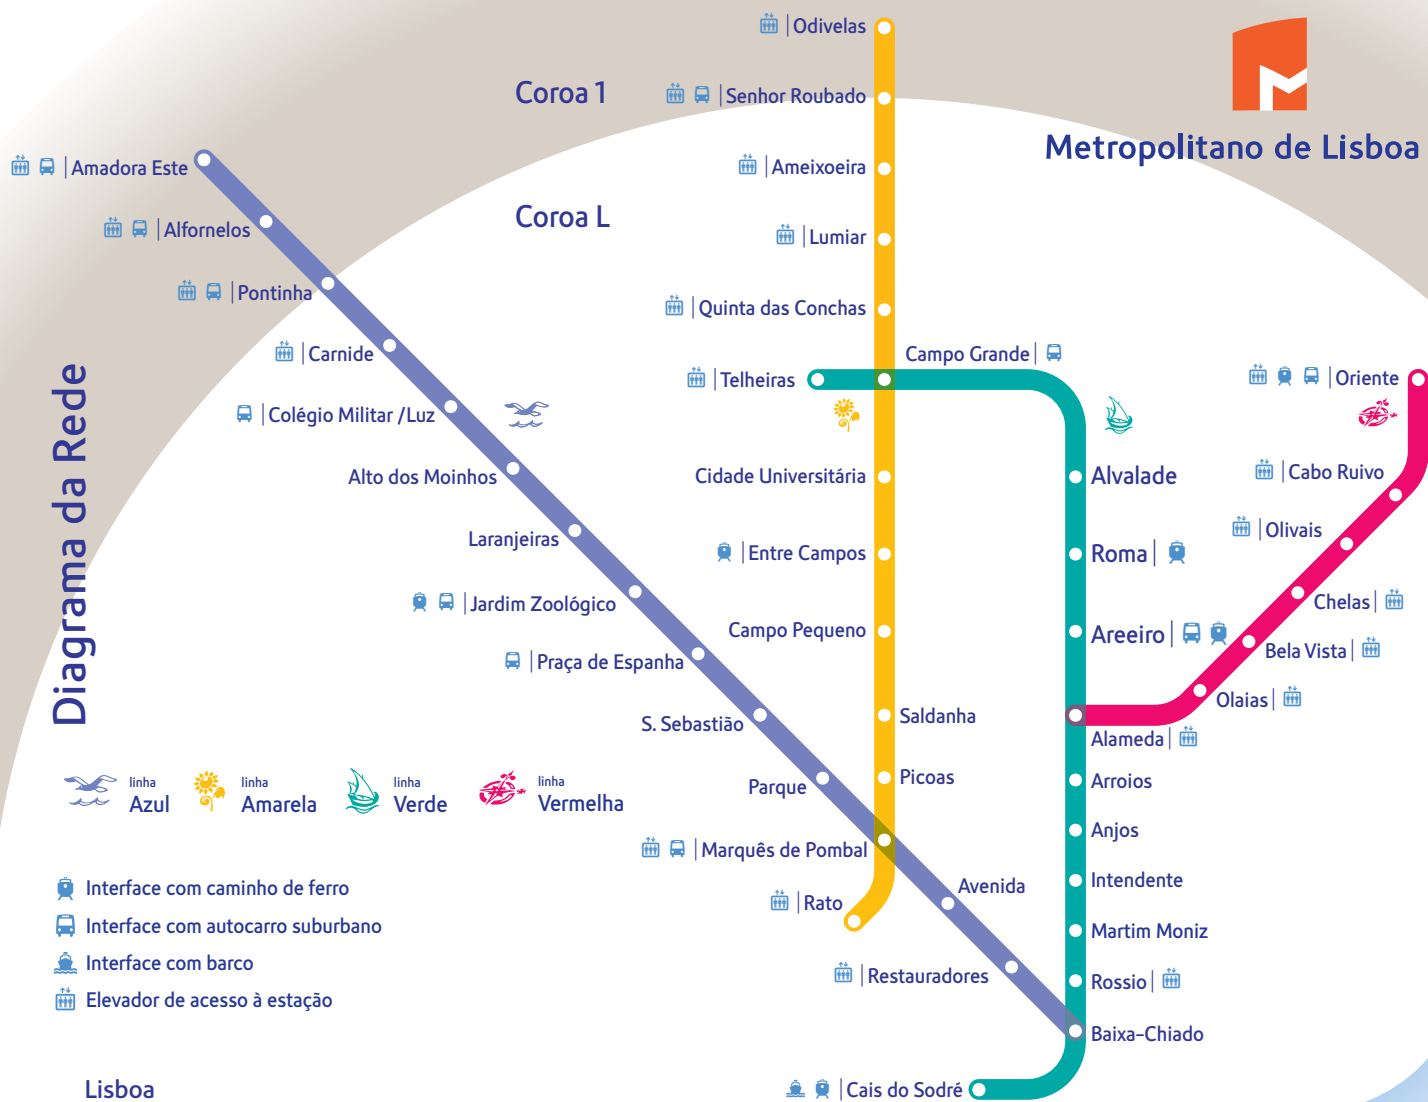 Odivelas
Coroa 1
Senhor Roubado
Metropolitano de Lisboa
Amadora Este
Ameixoeira
Coroa L
Alfornelos
Lumiar
Pontinha
Quinta das Conchas
Carnide
Campo Grande
Telheiras
Oriente
Colégio Militar /Luz
Diagrama da Rede
Alto dos Moinhos
Cidade Universitária
Alvalade
Cabo Ruivo
Laranjeiras
Entre Campos
Roma
Olivais
Jardim Zoológico
Chelas
Campo Pequeno
Areeiro
Bela Vista
Praça de Espanha
Olaias
S. Sebastião
Saldanha
Alameda
Parque
Picoas
Arroios
linha
Azul
linha
Amarela
linha
Verde
linha
Vermelha
Anjos
Marquês de Pombal
Interface com caminho de ferro
Avenida
Intendente
Rato
Interface com autocarro suburbano
Martim Moniz
Interface com barco
Restauradores
Rossio
Elevador de acesso à estação
Baixa-Chiado
Lisboa
Cais do Sodré